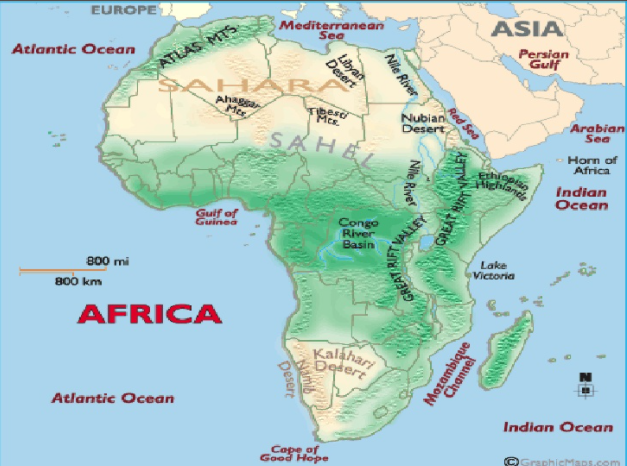 EUROPE
Mediterranean
Sea
ASIA
Atlantic Ocean
ATLAS MTS.
Persian
Gulf
Libyan
Desert
Nile River
SAHARA
Ahaggar
Mts.
Tibesti
Mts.
Nubian
Desert
Red Sea
Arabian
Sea
SAHEL
Horn of
Africa
Nile River
GREAT RIFT VALLEY
Ethiopian
Highlands
Indian
Ocean
Gulf of
Guinea
Congo
River
Basin
GREAT RIFT VALLEY
Lake
Victoria
800 mi
800 km
AFRICA
Kalahari
Desert
Namib
Desert
Mozambique
Channel
N
Atlantic Ocean
Indian Ocean
Cape of
Good Hope
©GraphicMaps.com